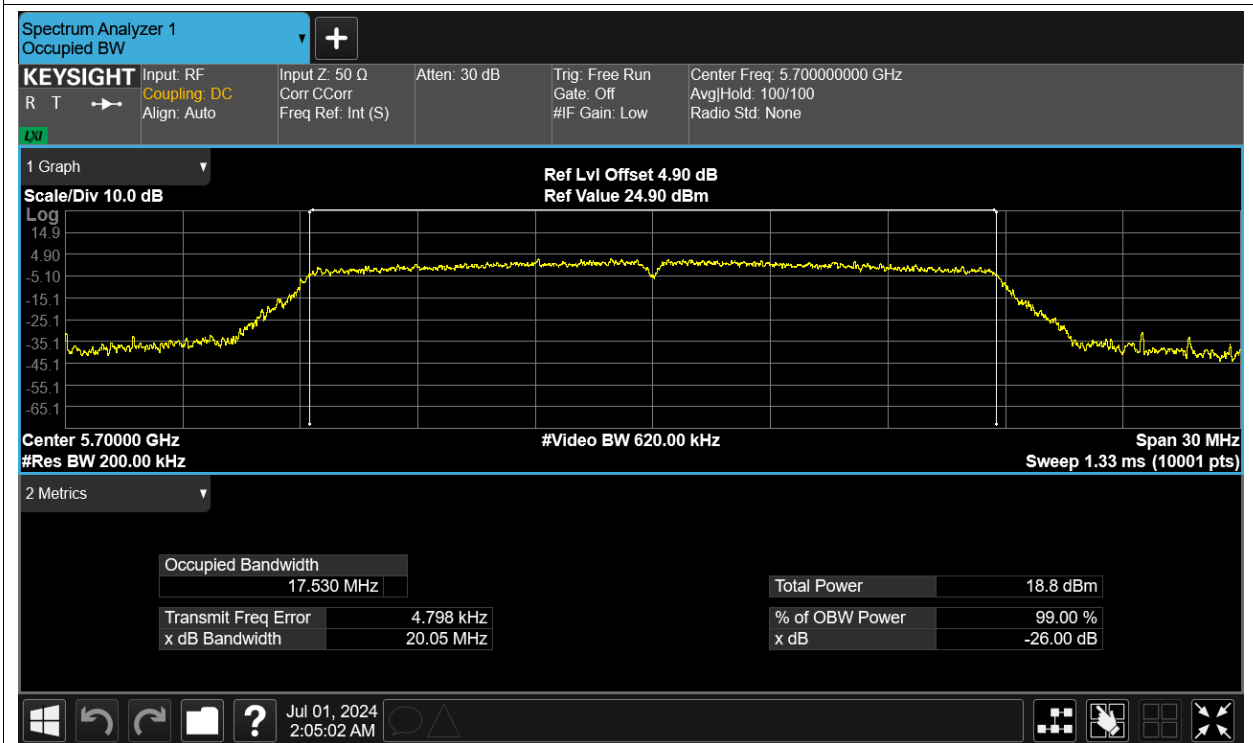 Spectrum Analyzer 1
Occupied BW
KEYSIGHT
R T
LXI
Input: RF
Coupling: DC
Align: Auto
Input Z: 50 Ω
Corr CCorr
Freq Ref: Int (S)
Atten: 30 dB
Trig: Free Run
Gate: Off
#IF Gain: Low
Center Freq: 5.700000000 GHz
Avg|Hold: 100/100
Radio Std: None
1 Graph
Scale/Div 10.0 dB
Ref Lvl Offset 4.90 dB
Ref Value 24.90 dBm
Log
14.9
4.90
-5.10
-15.1
-25.1
-35.1
-45.1
-55.1
-65.1
Center 5.70000 GHz
#Video BW 620.00 kHz
Span 30 MHz
#Res BW 200.00 kHz
Sweep 1.33 ms (10001 pts)
2 Metrics
Occupied Bandwidth
17.530 MHz
Total Power 18.8 dBm
Transmit Freq Error 4.798 kHz
% of OBW Power 99.00 %
x dB Bandwidth 20.05 MHz
x dB -26.00 dB
?
Jul 01, 2024
2:05:02 AM